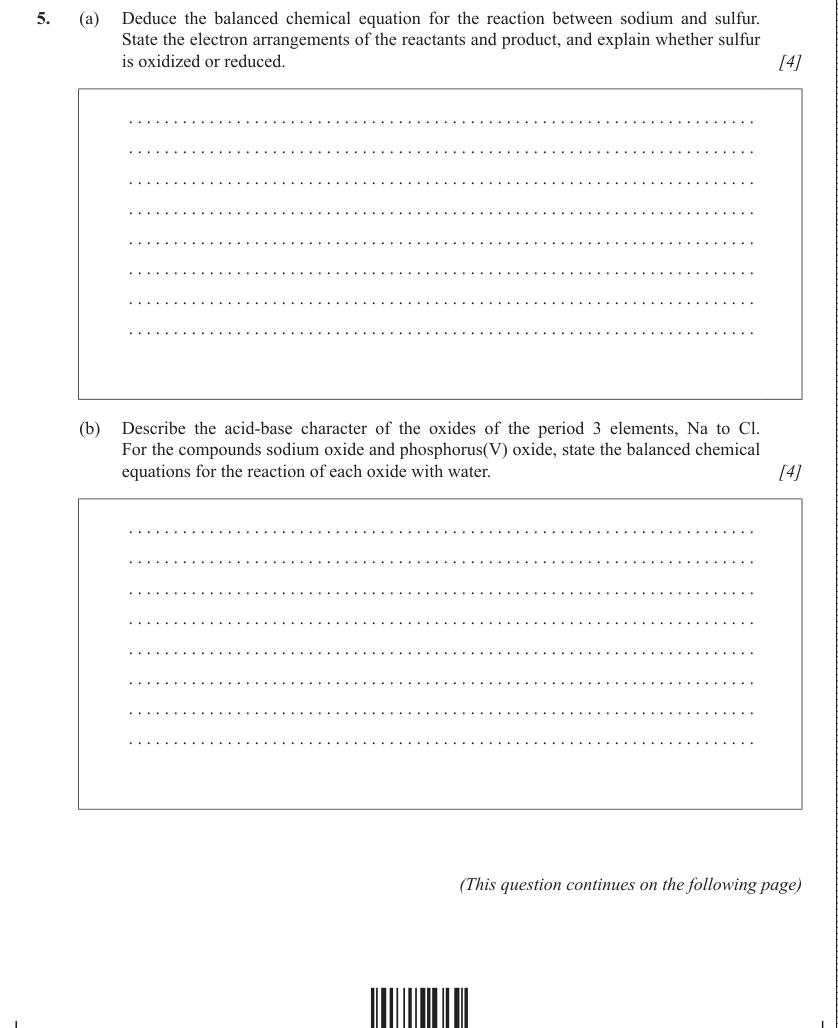 5. (a) Deduce the balanced chemical equation for the reaction between sodium and sulfur.
State the electron arrangements of the reactants and product, and explain whether sulfur
is oxidized or reduced. [4]
(b) Describe the acid-base character of the oxides of the period 3 elements, Na to Cl.
For the compounds sodium oxide and phosphorus(V) oxide, state the balanced chemical
equations for the reaction of each oxide with water. [4]
(This question continues on the following page)